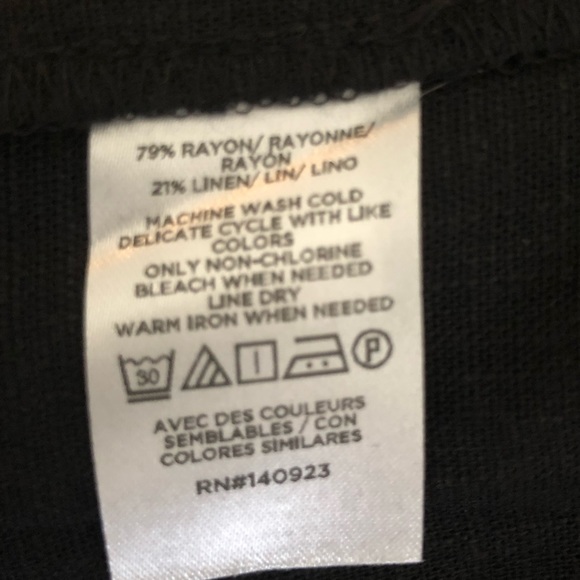 79% RAYON/ RAYONNE/
RAYÓN
21% LINEN/ LIN/ LINO
MACHINE WASH COLD
DELICATE CYCLE WITH LIKE
COLORS
ONLY NON-CHLORINE
BLEACH WHEN NEEDED
LINE DRY
WARM IRON WHEN NEEDED
30 P
AVEC DES COULEURS
SEMBLABLES / CON
COLORES SIMILARES
RN#140923